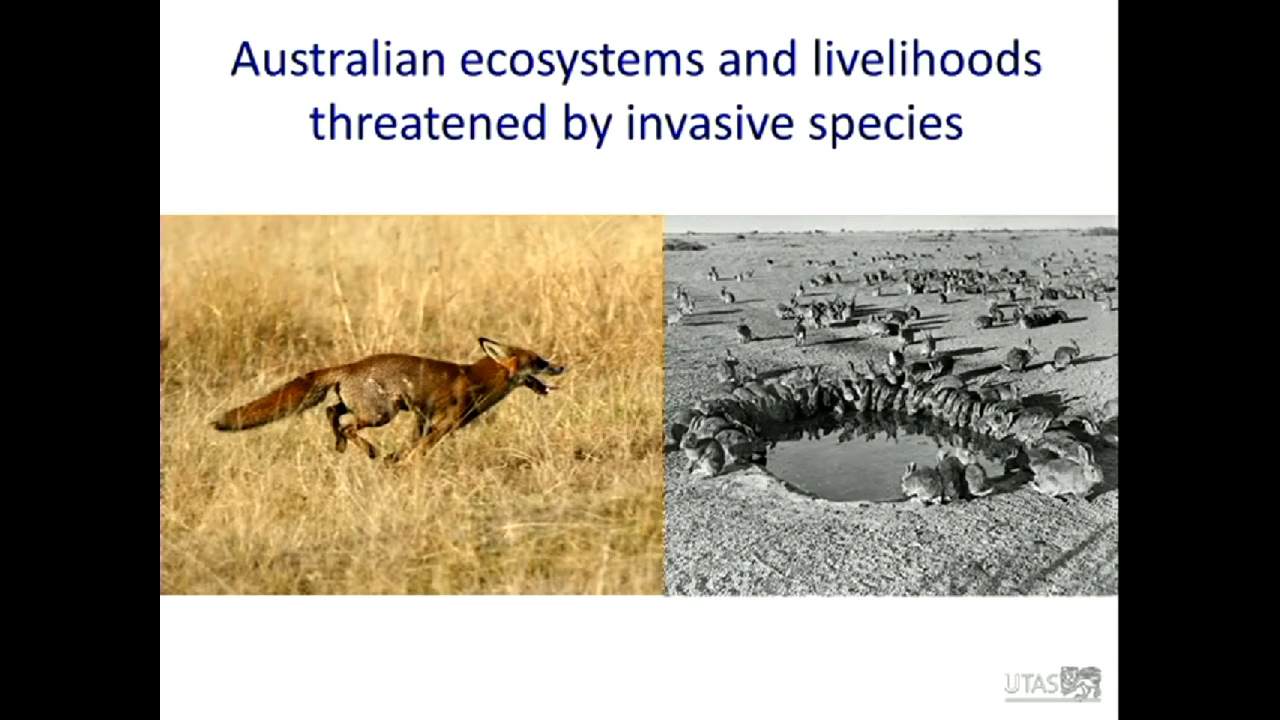 Australian ecosystems and livelihoods
threatened by invasive species
UTAS